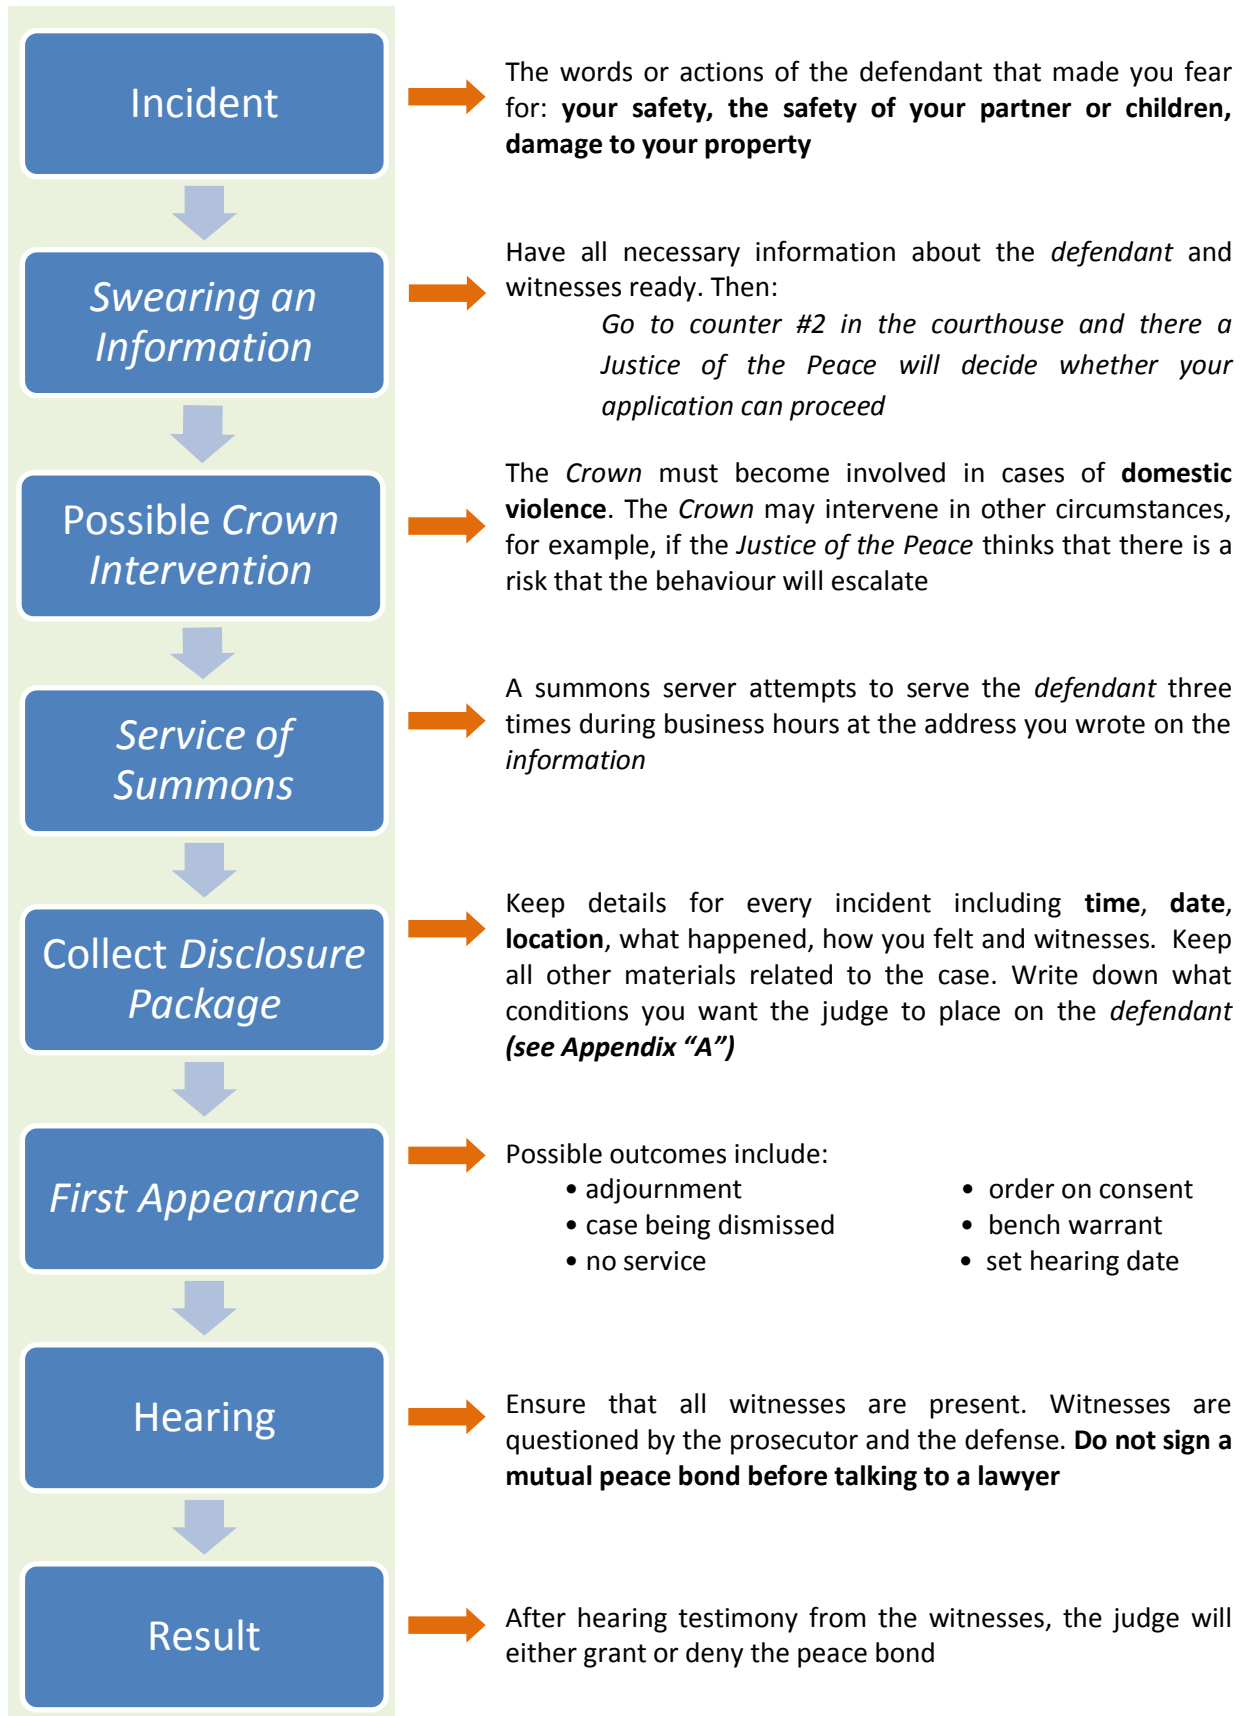 Incident
The words or actions of the defendant that made you fear
for: your safety, the safety of your partner or children,
damage to your property
Swearing an
Information
Have all necessary information about the defendant and
witnesses ready. Then:
Go to counter #2 in the courthouse and there a
Justice of the Peace will decide whether your
application can proceed
Possible Crown
Intervention
The Crown must become involved in cases of domestic
violence. The Crown may intervene in other circumstances,
for example, if the Justice of the Peace thinks that there is a
risk that the behaviour will escalate
Service of
Summons
A summons server attempts to serve the defendant three
times during business hours at the address you wrote on the
information
Collect Disclosure
Package
Keep details for every incident including time, date,
location, what happened, how you felt and witnesses. Keep
all other materials related to the case. Write down what
conditions you want the judge to place on the defendant
(see Appendix “A”)
First Appearance
Possible outcomes include:
• adjournment • order on consent
• case being dismissed • bench warrant
• no service • set hearing date
Hearing
Ensure that all witnesses are present. Witnesses are
questioned by the prosecutor and the defense. Do not sign a
mutual peace bond before talking to a lawyer
Result
After hearing testimony from the witnesses, the judge will
either grant or deny the peace bond